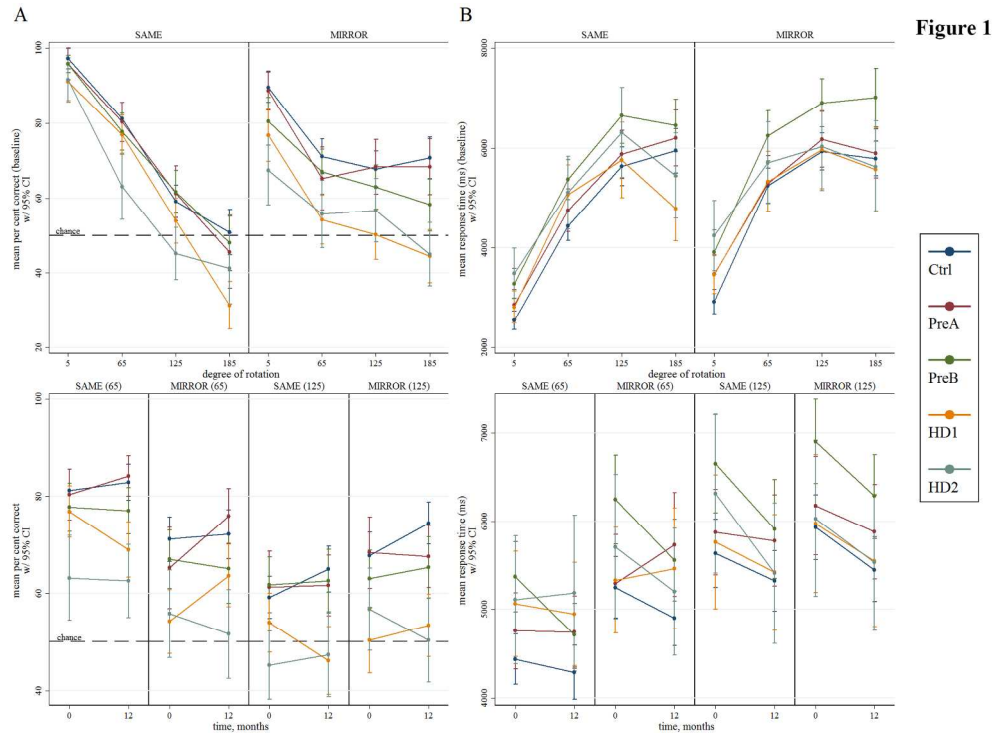 Figure 1
A
SAME
MIRROR
mean per cent correct (baseline)
w/ 95% CI
100
80
60
40
20
chance
5
65
125
185
5
65
125
185
degree of rotation
B
SAME
MIRROR
mean response time (ms) (baseline)
w/ 95% CI
8000
6000
4000
2000
5
65
125
185
5
65
125
185
degree of rotation
SAME (65)
MIRROR (65)
SAME (125)
MIRROR (125)
mean per cent correct
w/ 95% CI
100
80
60
40
chance
0
12
0
12
0
12
0
12
time, months
SAME (65)
MIRROR (65)
SAME (125)
MIRROR (125)
mean response time (ms)
w/ 95% CI
7000
6000
5000
4000
0
12
0
12
0
12
0
12
time, months
Ctrl
PreA
PreB
HD1
HD2